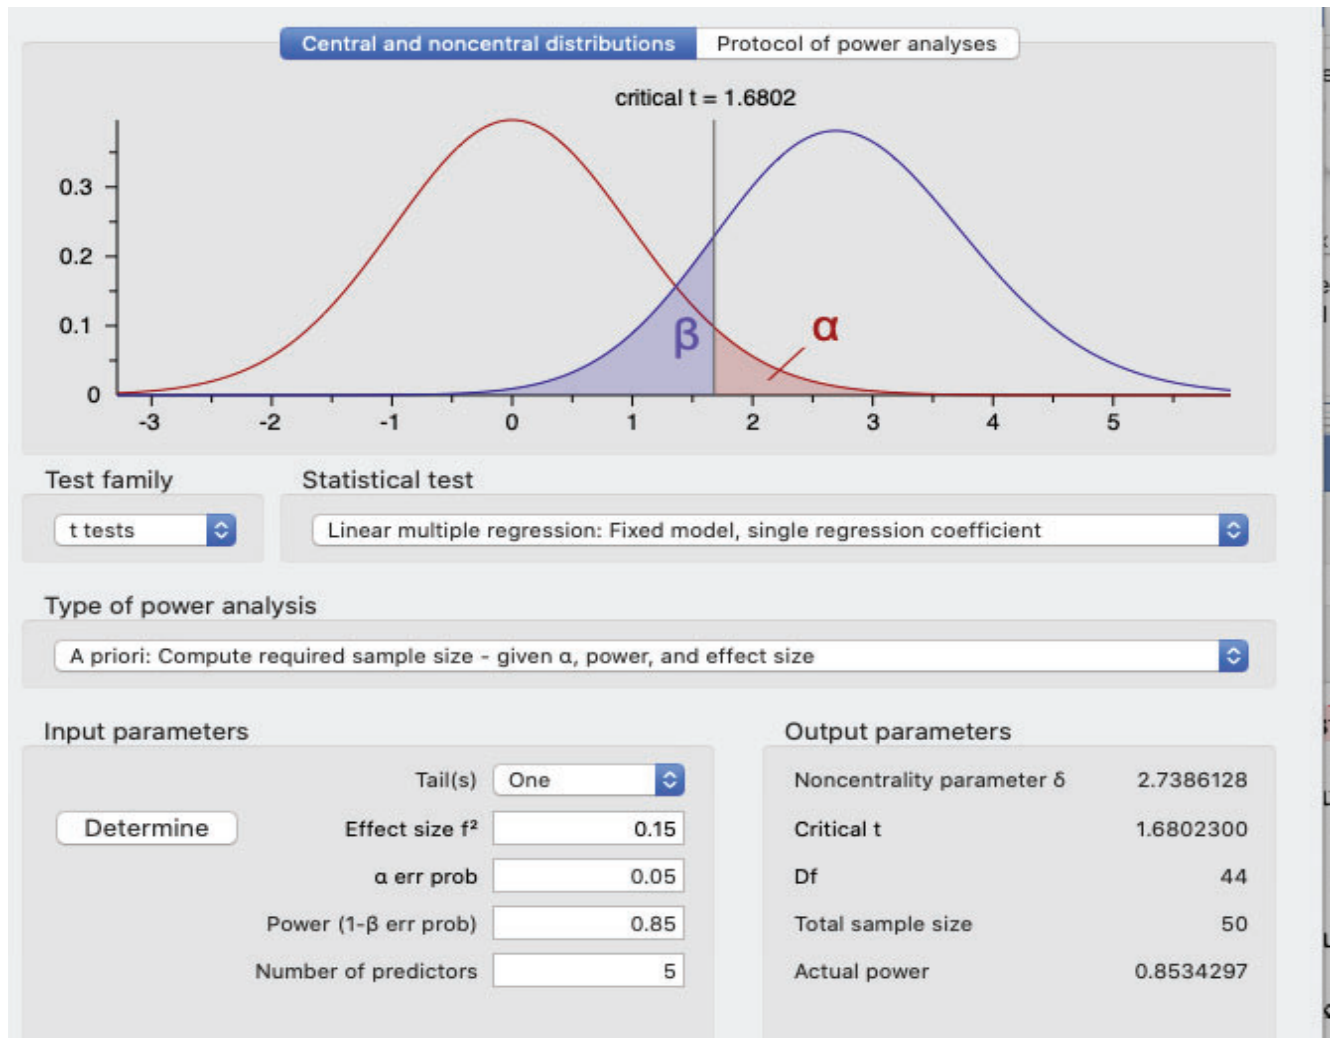 Central and noncentral distributions Protocol of power analyses
critical t = 1.6802
0.3
0.2
0.1
0
β α
-3 -2 -1 0 1 2 3 4 5
Test family Statistical test
t tests Linear multiple regression: Fixed model, single regression coefficient
Type of power analysis
A priori: Compute required sample size - given α, power, and effect size
Input parameters Output parameters
Tail(s) One Noncentrality parameter δ 2.7386128
Determine Effect size f² 0.15 Critical t 1.6802300
α err prob 0.05 Df 44
Power (1-β err prob) 0.85 Total sample size 50
Number of predictors 5 Actual power 0.8534297